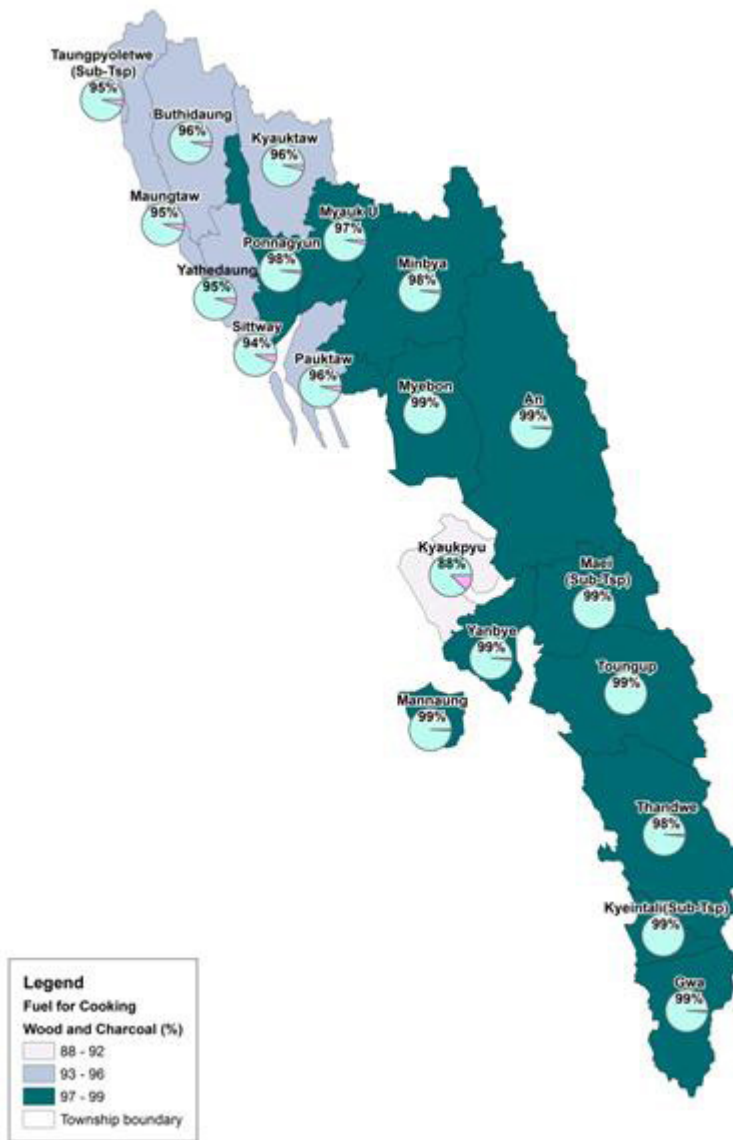 Taungpyoletwe
(Sub-Tsp)
95%
Buthidaung
96%
Kyauktaw
96%
Maungtaw
95%
Myauk U
97%
Ponnagyun
98%
Yathedaung
95%
Minbya
98%
Sittway
94%
Pauktaw
96%
Myebon
99%
An
99%
Kyaukpyu
88%
Maei
(Sub-Tsp)
99%
Yanbye
99%
Toungup
99%
Mannaung
99%
Thandwe
98%
Kyeintali(Sub-Tsp)
99%
Gwa
99%
Legend
Fuel for Cooking
Wood and Charcoal (%)
88 - 92
93 - 96
97 - 99
Township boundary